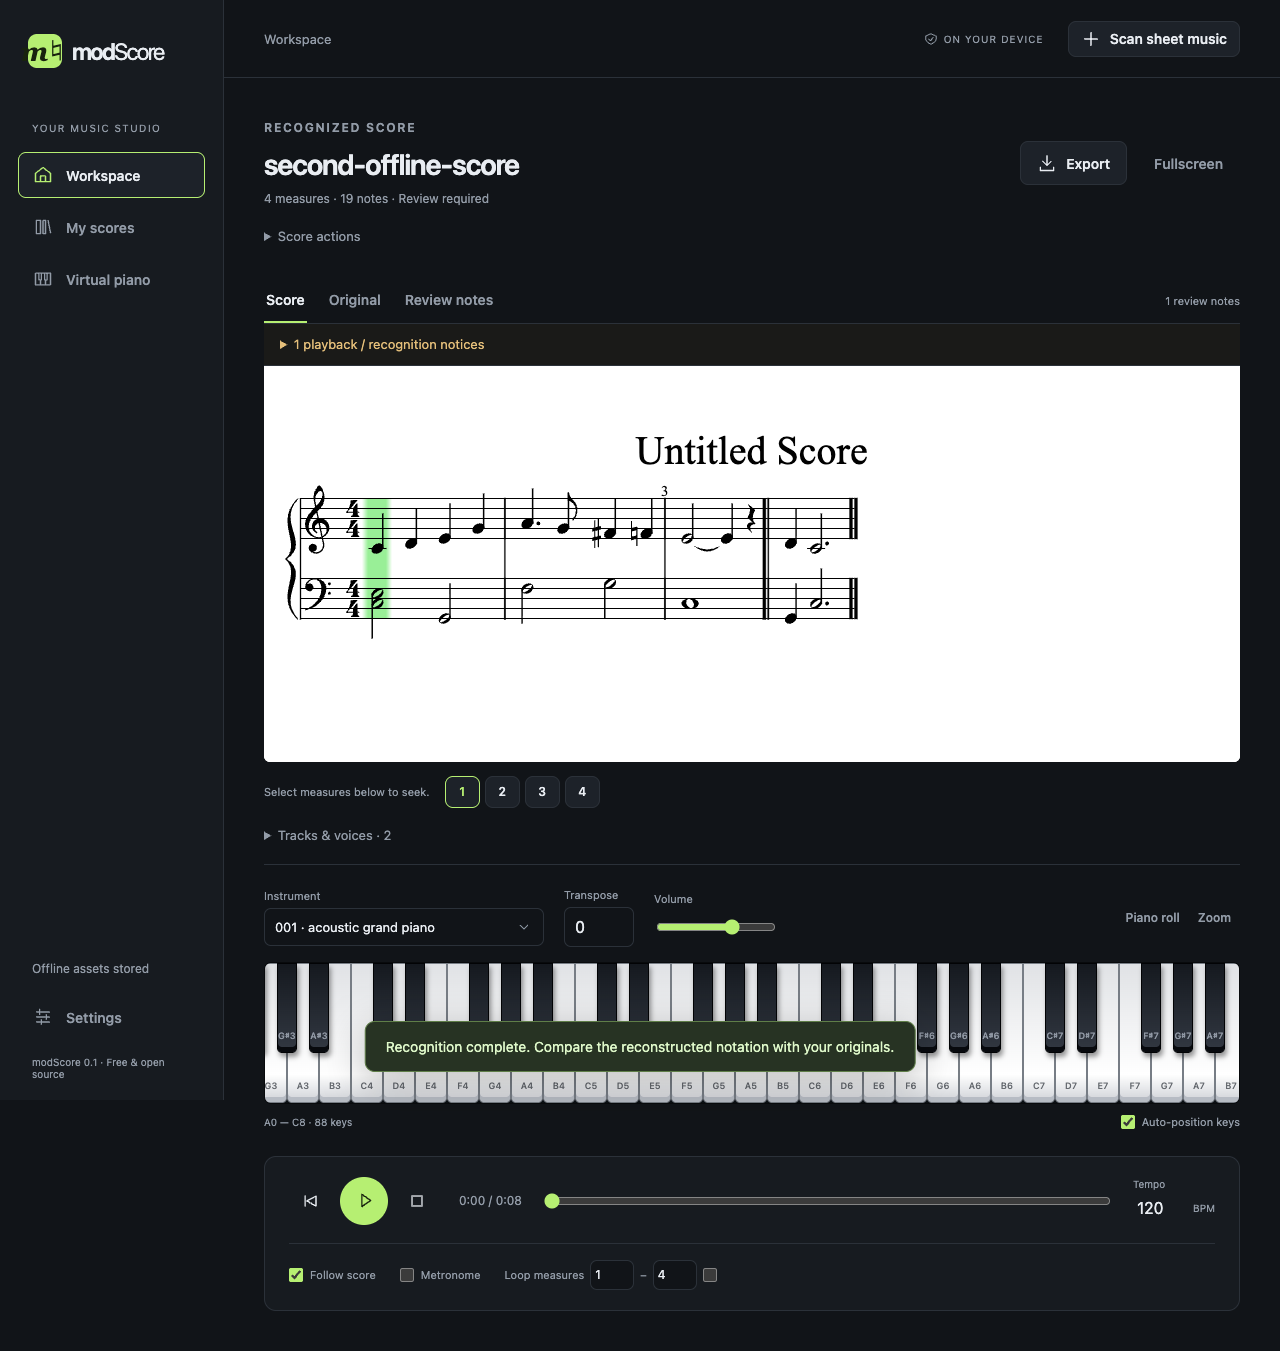 modScore
Workspace
ON YOUR DEVICE
Scan sheet music
YOUR MUSIC STUDIO
Workspace
My scores
Virtual piano
RECOGNIZED SCORE
second-offline-score
4 measures · 19 notes · Review required
Score actions
Export
Fullscreen
Score
Original
Review notes
1 review notes
1 playback / recognition notices
Untitled Score
3
4
4
4
4
Select measures below to seek.
1
2
3
4
Tracks & voices · 2
Instrument
001 · acoustic grand piano
Transpose
0
Volume
Piano roll
Zoom
G#3 A#3 F#6 G#6 A#6 C#7 D#7 F#7 G#7 A#7
Recognition complete. Compare the reconstructed notation with your originals.
G3 A3 B3 C4 D4 E4 F4 G4 A4 B4 C5 D5 E5 F5 G5 A5 B5 C6 D6 E6 F6 G6 A6 B6 C7 D7 E7 F7 G7 A7 B7
A0 — C8 · 88 keys
Auto-position keys
0:00 / 0:08
Tempo
120
BPM
Follow score
Metronome
Loop measures
1
–
4
Offline assets stored
Settings
modScore 0.1 · Free & open
source